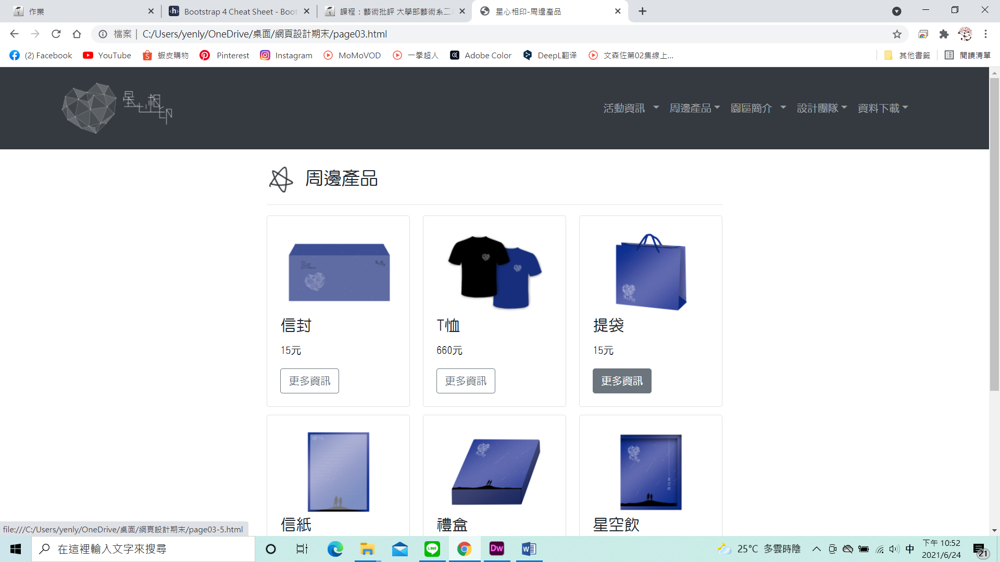 作業
Bootstrap 4 Cheat Sheet - Boot
課程：藝術批評 大學部藝術系二
星心相印-周邊產品
檔案 C:/Users/yenly/OneDrive/桌面/網頁設計期末/page03.html
(2) Facebook YouTube 蝦皮購物 Pinterest Instagram MoMoVOD 一拳超人 Adobe Color DeepL翻译 文森佐第02集線上... 其他書籤 閱讀清單
星心相印
活動資訊 周邊產品 園區簡介 設計團隊 資料下載
周邊產品
信封 T恤 提袋
15元 660元 15元
更多資訊 更多資訊 更多資訊
星空飲
信紙 禮盒 星空飲
file:///C:/Users/yenly/OneDrive/桌面/網頁設計期末/page03-5.html
在這裡輸入文字來搜尋
LINE
Dw
25°C 多雲時陰
中
下午 10:52
2021/6/24
21